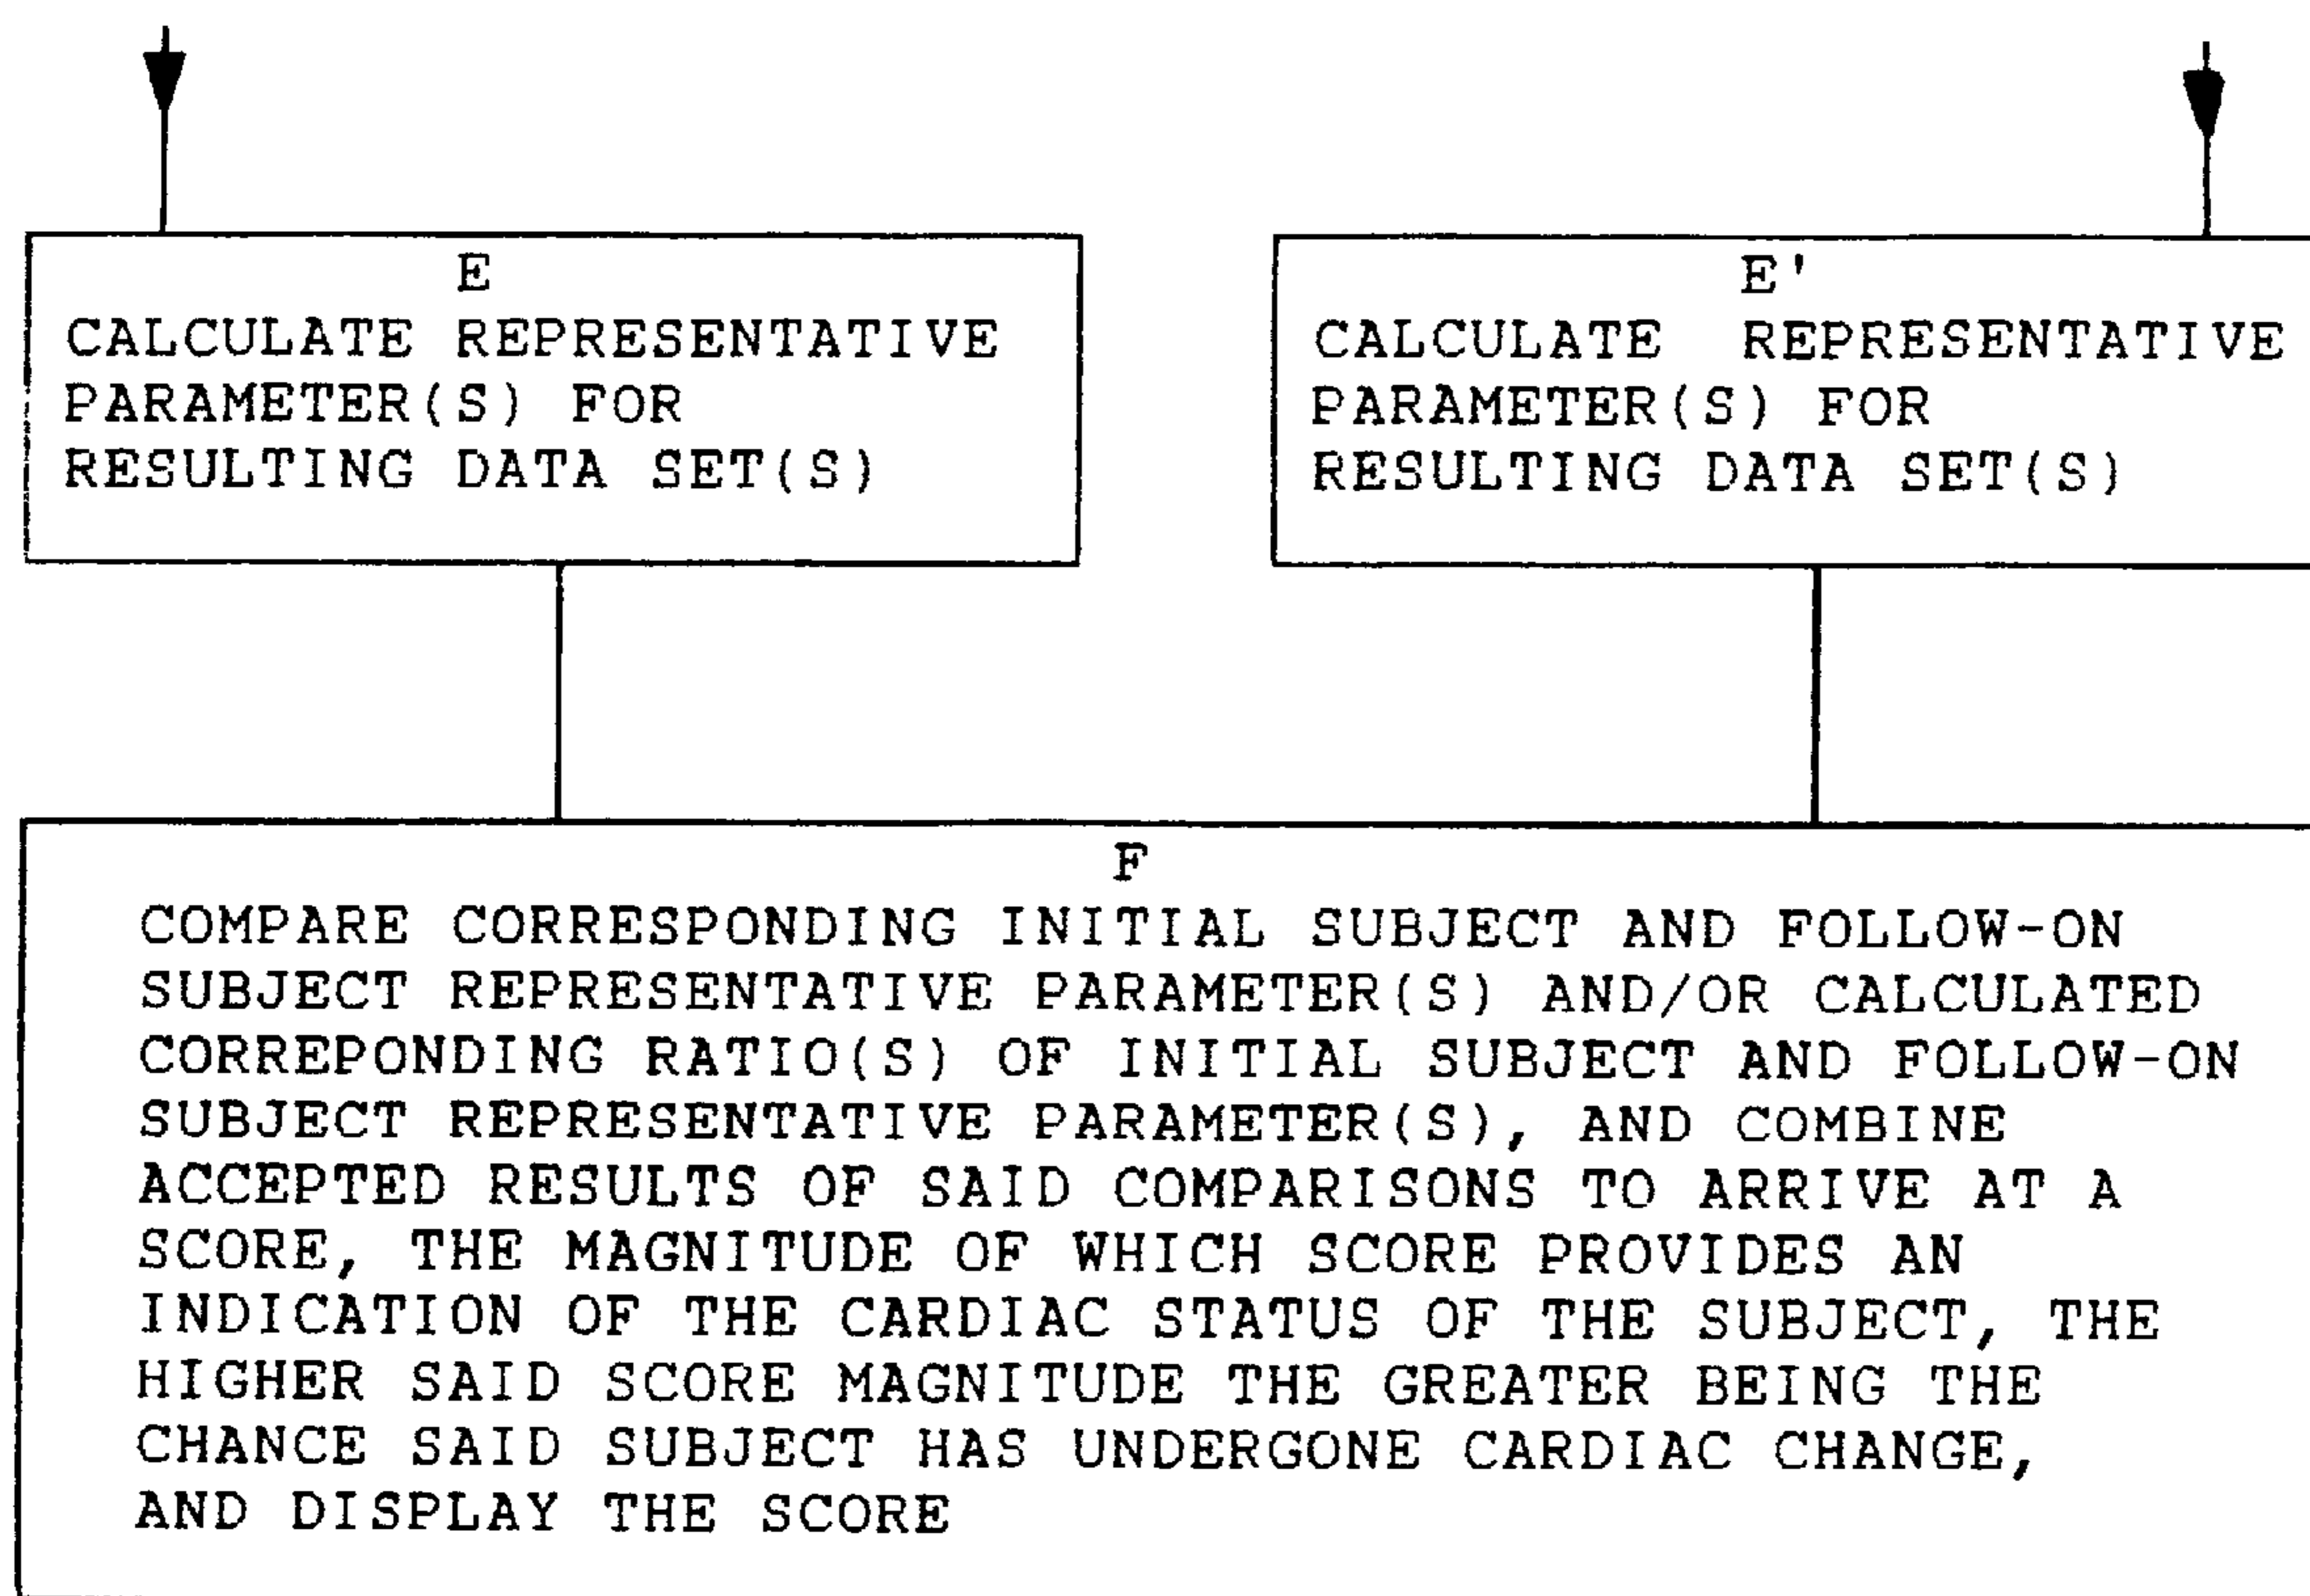 E
CALCULATE REPRESENTATIVE
PARAMETER(S) FOR
RESULTING DATA SET(S)
E'
CALCULATE REPRESENTATIVE
PARAMETER(S) FOR
RESULTING DATA SET(S)
F
COMPARE CORRESPONDING INITIAL SUBJECT AND FOLLOW-ON
SUBJECT REPRESENTATIVE PARAMETER(S) AND/OR CALCULATED
CORREPONDING RATIO(S) OF INITIAL SUBJECT AND FOLLOW-ON
SUBJECT REPRESENTATIVE PARAMETER(S), AND COMBINE
ACCEPTED RESULTS OF SAID COMPARISONS TO ARRIVE AT A
SCORE, THE MAGNITUDE OF WHICH SCORE PROVIDES AN
INDICATION OF THE CARDIAC STATUS OF THE SUBJECT, THE
HIGHER SAID SCORE MAGNITUDE THE GREATER BEING THE
CHANCE SAID SUBJECT HAS UNDERGONE CARDIAC CHANGE,
AND DISPLAY THE SCORE